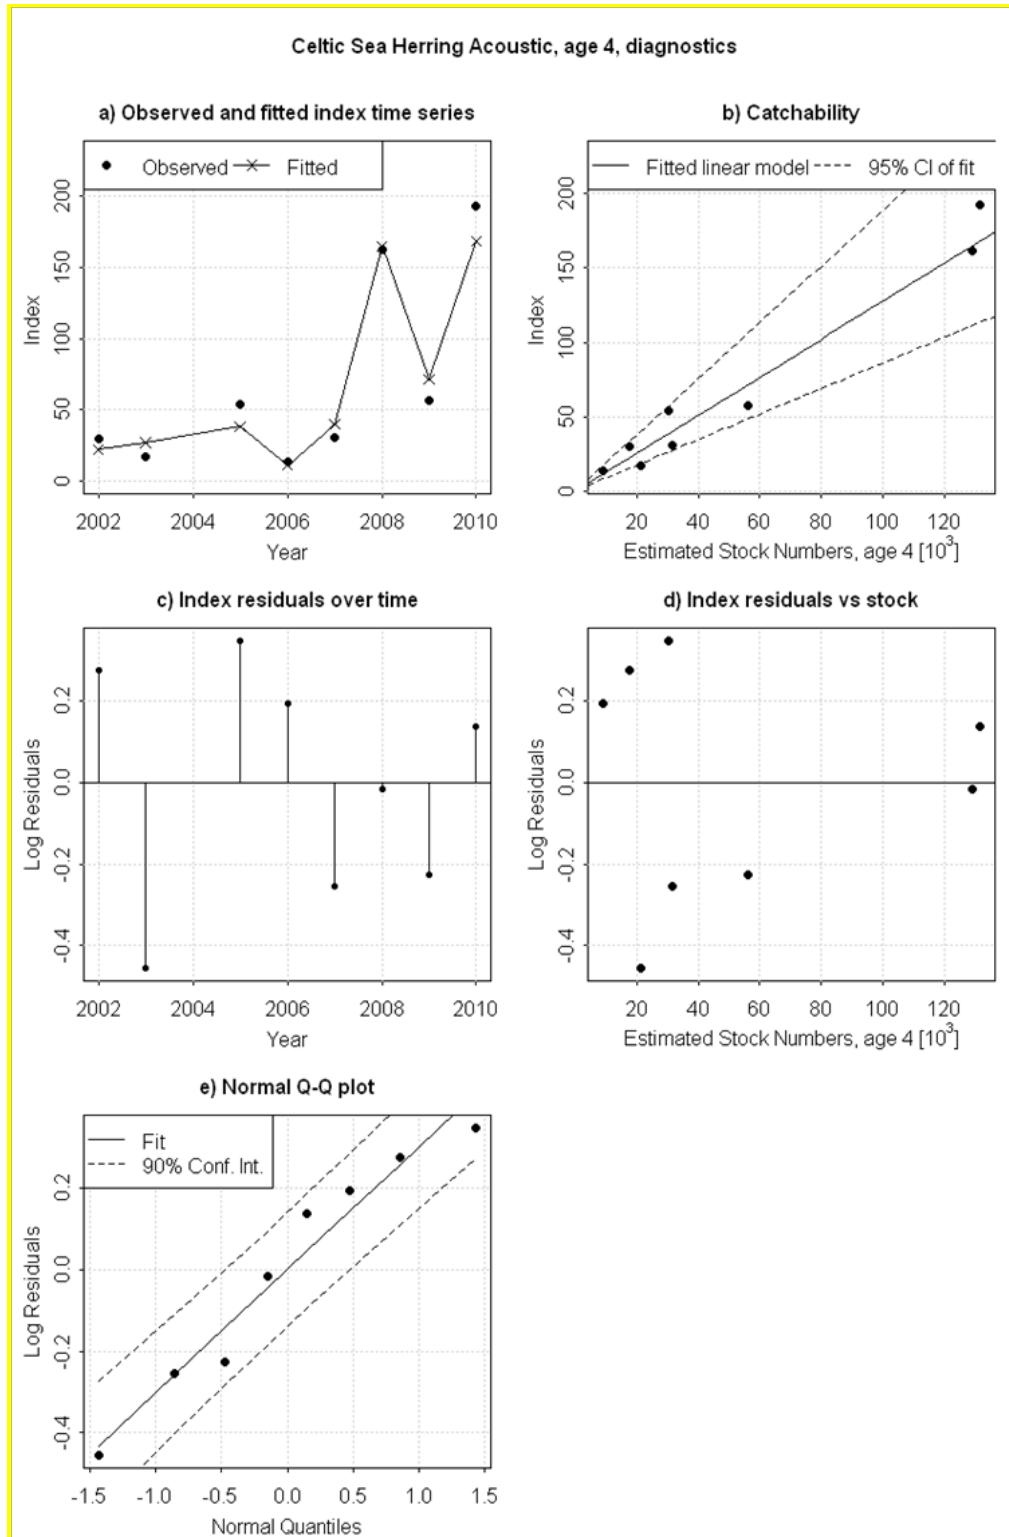 Celtic Sea Herring Acoustic, age 4, diagnostics
a) Observed and fitted index time series
Observed Fitted
Index
0 50 100 150 200
2002 2004 2006 2008 2010
Year
b) Catchability
Fitted linear model 95% CI of fit
Index
0 50 100 150 200
20 40 60 80 100 120
Estimated Stock Numbers, age 4 [10³]
c) Index residuals over time
Log Residuals
-0.4 -0.2 0.0 0.2
2002 2004 2006 2008 2010
Year
d) Index residuals vs stock
Log Residuals
-0.4 -0.2 0.0 0.2
20 40 60 80 100 120
Estimated Stock Numbers, age 4 [10³]
e) Normal Q-Q plot
Fit
90% Conf. Int.
Log Residuals
-0.4 -0.2 0.0 0.2
-1.5 -1.0 -0.5 0.0 0.5 1.0 1.5
Normal Quantiles